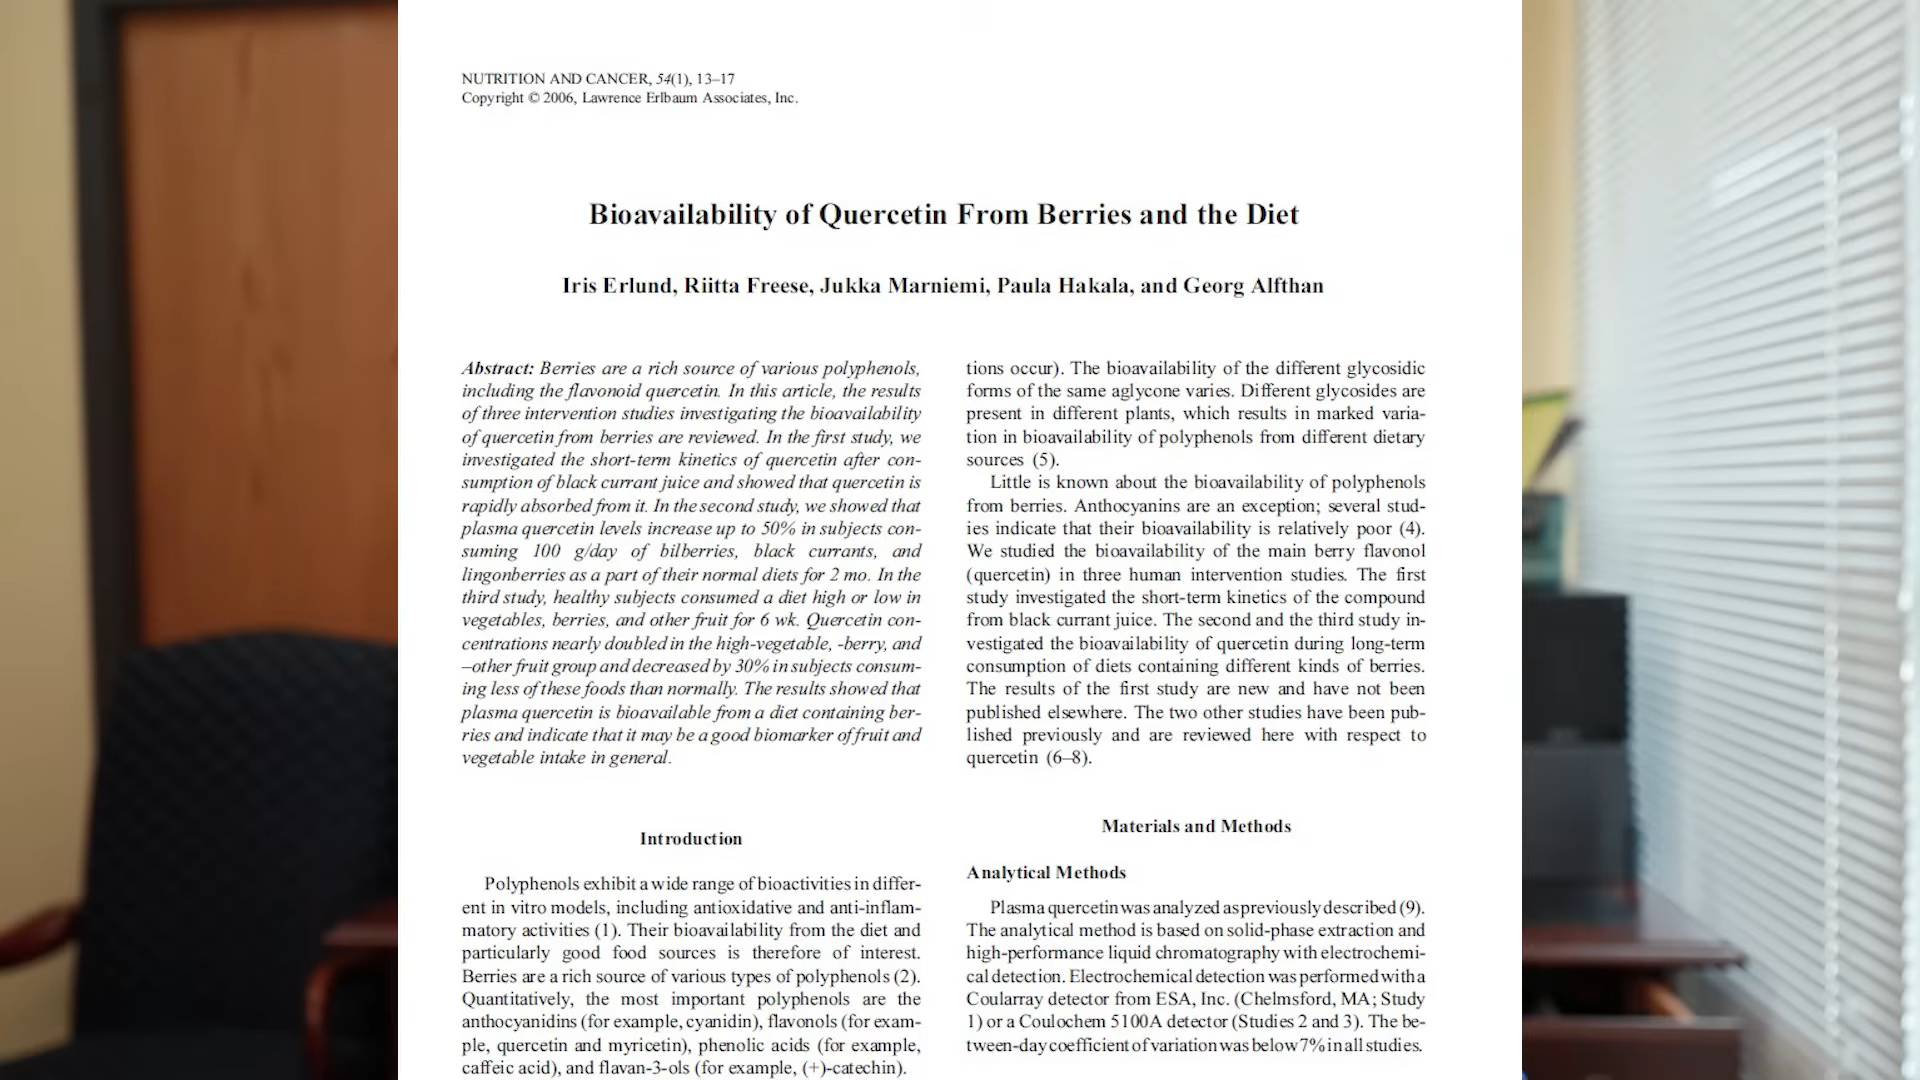 NUTRITION AND CANCER, 54(1), 13–17
Copyright © 2006, Lawrence Erlbaum Associates, Inc.
Bioavailability of Quercetin From Berries and the Diet
Iris Erlund, Riitta Freese, Jukka Marniemi, Paula Hakala, and Georg Alfthan
Abstract: Berries are a rich source of various polyphenols,
including the flavonoid quercetin. In this article, the results
of three intervention studies investigating the bioavailability
of quercetin from berries are reviewed. In the first study, we
investigated the short-term kinetics of quercetin after con-
sumption of black currant juice and showed that quercetin is
rapidly absorbed from it. In the second study, we showed that
plasma quercetin levels increase up to 50% in subjects con-
suming 100 g/day of bilberries, black currants, and
lingonberries as a part of their normal diets for 2 mo. In the
third study, healthy subjects consumed a diet high or low in
vegetables, berries, and other fruit for 6 wk. Quercetin con-
centrations nearly doubled in the high-vegetable, -berry, and
–other fruit group and decreased by 30% in subjects consum-
ing less of these foods than normally. The results showed that
plasma quercetin is bioavailable from a diet containing ber-
ries and indicate that it may be a good biomarker of fruit and
vegetable intake in general.
Introduction
Polyphenols exhibit a wide range of bioactivities in differ-
ent in vitro models, including antioxidative and anti-inflam-
matory activities (1). Their bioavailability from the diet and
particularly good food sources is therefore of interest.
Berries are a rich source of various types of polyphenols (2).
Quantitatively, the most important polyphenols are the
anthocyanidins (for example, cyanidin), flavonols (for exam-
ple, quercetin and myricetin), phenolic acids (for example,
caffeic acid), and flavan-3-ols (for example, (+)-catechin).
tions occur). The bioavailability of the different glycosidic
forms of the same aglycone varies. Different glycosides are
present in different plants, which results in marked varia-
tion in bioavailability of polyphenols from different dietary
sources (5).
Little is known about the bioavailability of polyphenols
from berries. Anthocyanins are an exception; several stud-
ies indicate that their bioavailability is relatively poor (4).
We studied the bioavailability of the main berry flavonol
(quercetin) in three human intervention studies. The first
study investigated the short-term kinetics of the compound
from black currant juice. The second and the third study in-
vestigated the bioavailability of quercetin during long-term
consumption of diets containing different kinds of berries.
The results of the first study are new and have not been
published elsewhere. The two other studies have been pub-
lished previously and are reviewed here with respect to
quercetin (6–8).
Materials and Methods
Analytical Methods
Plasma quercetin was analyzed as previously described (9).
The analytical method is based on solid-phase extraction and
high-performance liquid chromatography with electrochemi-
cal detection. Electrochemical detection was performed with a
Coularray detector from ESA, Inc. (Chelmsford, MA; Study
1) or a Coulochem 5100A detector (Studies 2 and 3). The be-
tween-day coefficient of variation was below 7% in all studies.